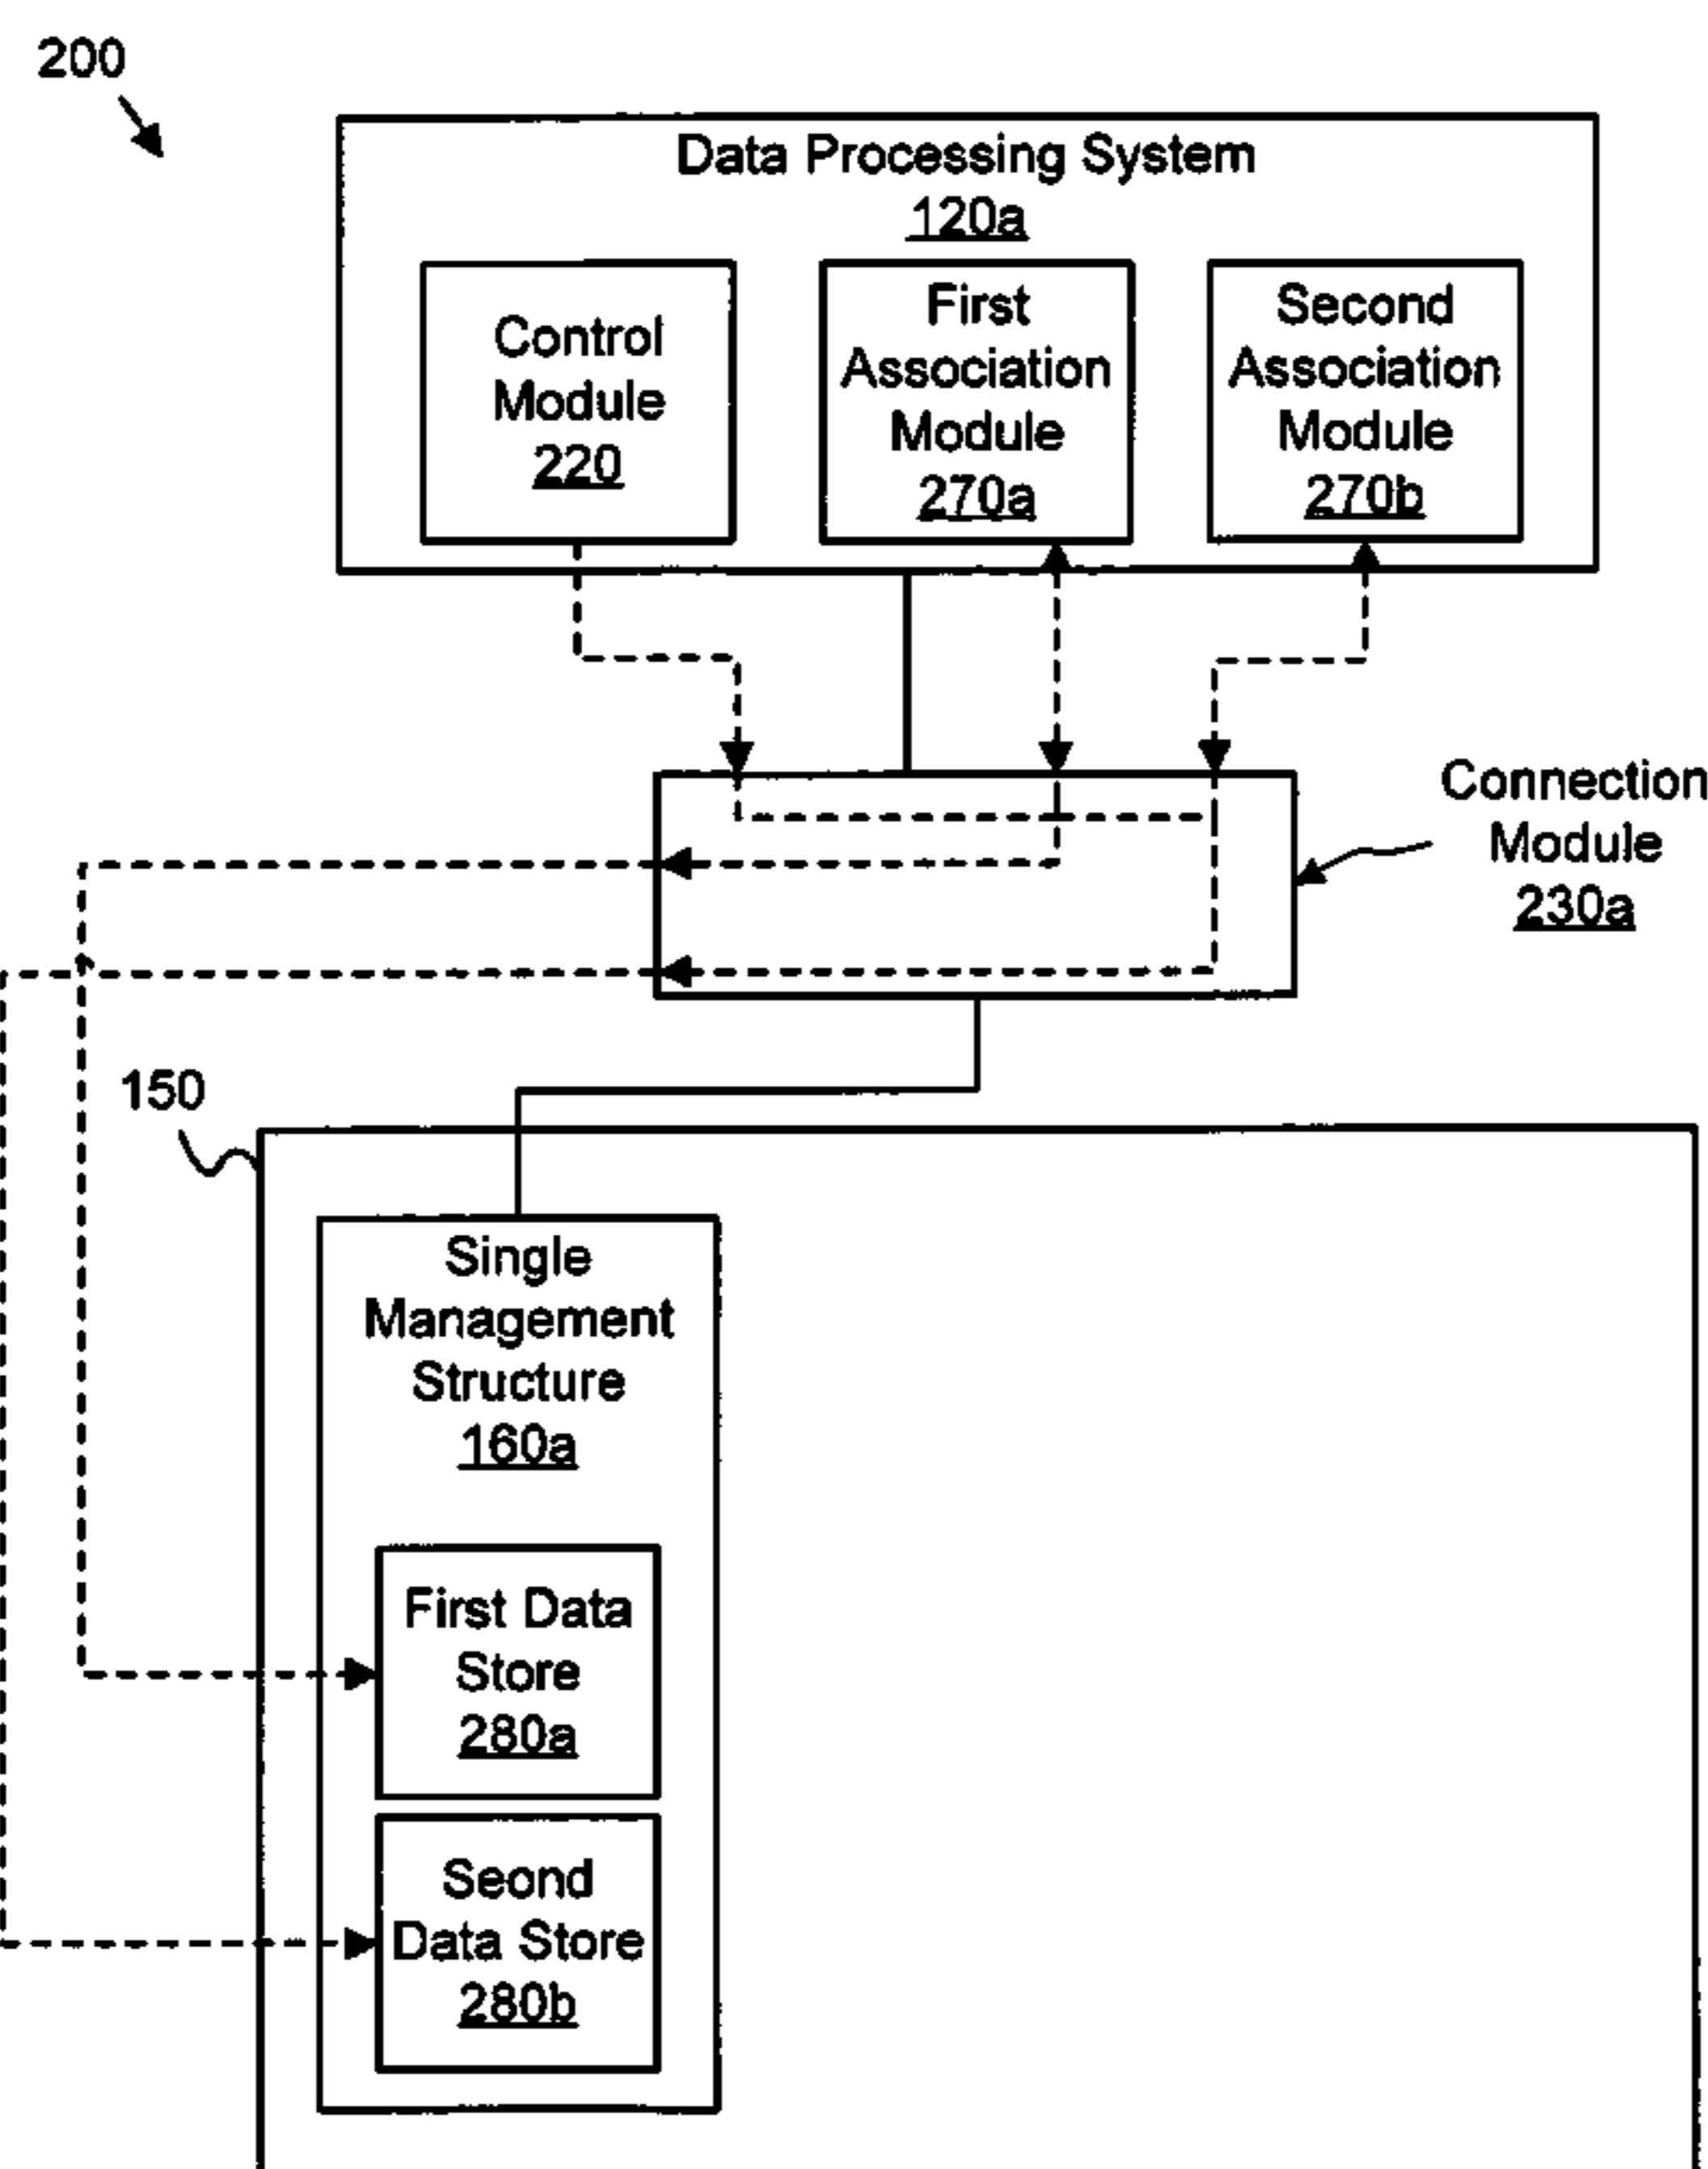 200
Data Processing System
120a
Control
Module
220
First
Association
Module
270a
Second
Association
Module
270b
Connection
Module
230a
150
Single
Management
Structure
160a
First Data
Store
280a
Seond
Data Store
280b